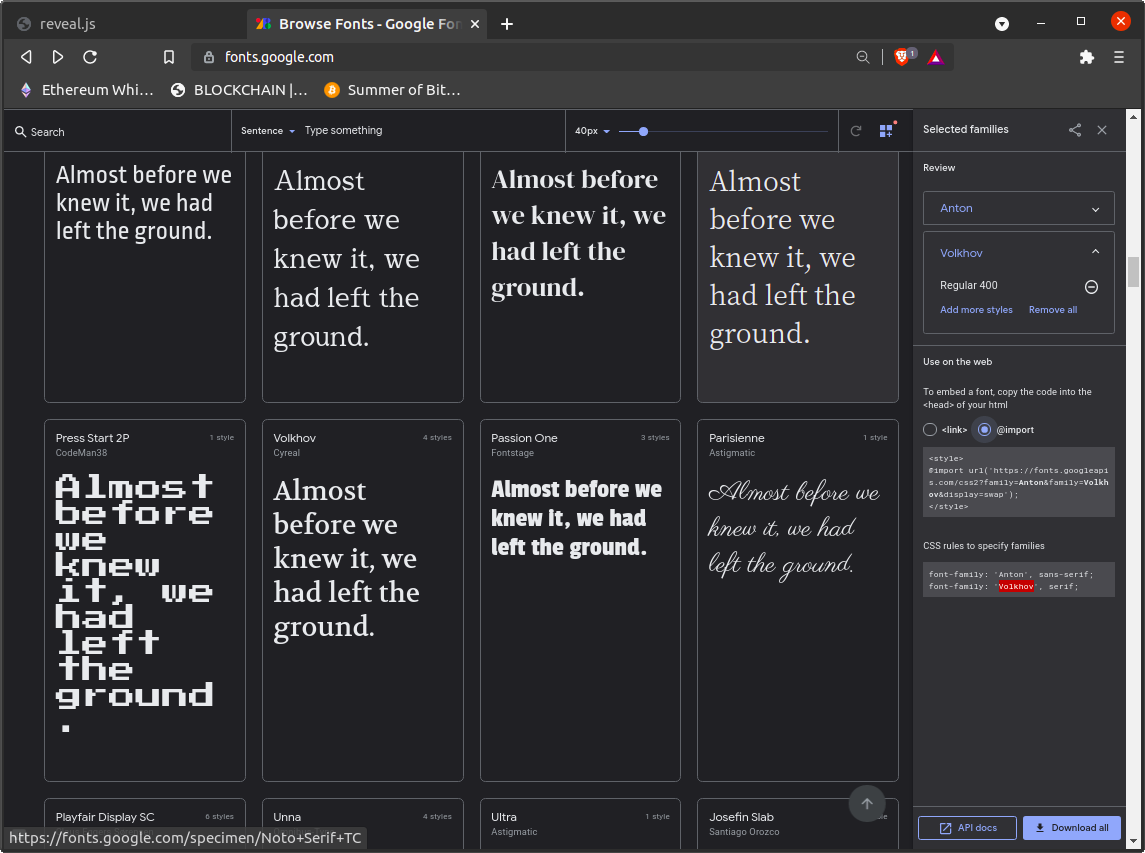 reveal.js
Browse Fonts - Google Fo
fonts.google.com
1
Ethereum Whi...
BLOCKCHAIN |...
Summer of Bit...
Search
Sentence
Type something
40px
Selected families
Almost before we
knew it, we had
left the ground.
Almost
before we
knew it, we
had left the
ground.
Almost before
we knew it, we
had left the
ground.
Almost
before we
knew it, we
had left the
ground.
Press Start 2P
1 style
CodeMan38
Almost
before
we
knew
it, we
had
left
the
ground
.
Volkhov
4 styles
Cyreal
Almost
before we
knew it, we
had left the
ground.
Passion One
3 styles
Fontstage
Almost before we
knew it, we had
left the ground.
Parisienne
1 style
Astigmatic
Almost before we
knew it, we had
left the ground.
Playfair Display SC
6 styles
Unna
4 styles
Ultra
1 style
Astigmatic
Josefin Slab
Santiago Orozco
https://fonts.google.com/specimen/Noto+Serif+TC
Review
Anton
Volkhov
Regular 400
Add more styles
Remove all
Use on the web
To embed a font, copy the code into the
<head> of your html
<link>
@import
<style>
@import url('https://fonts.googleapi
s.com/css2?family=Anton&family=Volkh
ov&display=swap');
</style>
CSS rules to specify families
font-family: 'Anton', sans-serif;
font-family: 'Volkhov', serif;
API docs
Download all